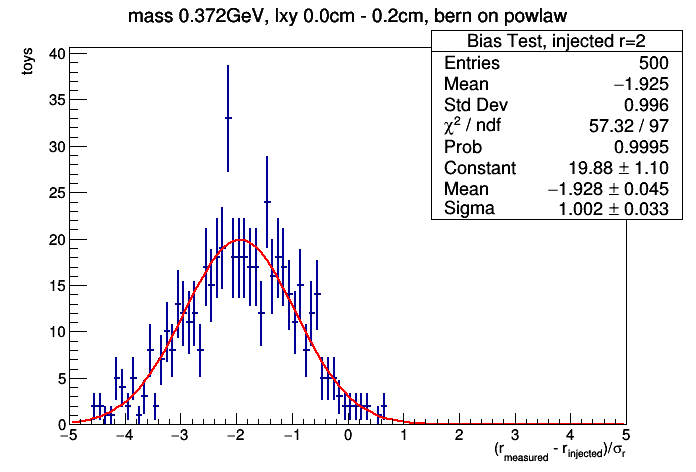 mass 0.372GeV, lxy 0.0cm - 0.2cm, bern on powlaw
Bias Test, injected r=2
Entries 500
Mean −1.925
Std Dev 0.996
χ² / ndf 57.32 / 97
Prob 0.9995
Constant 19.88 ± 1.10
Mean −1.928 ± 0.045
Sigma 1.002 ± 0.033
toys
40
35
30
25
20
15
10
5
0
−5 −4 −3 −2 −1 0 1 2 3 4 5
(r_measured - r_injected)/σ_r